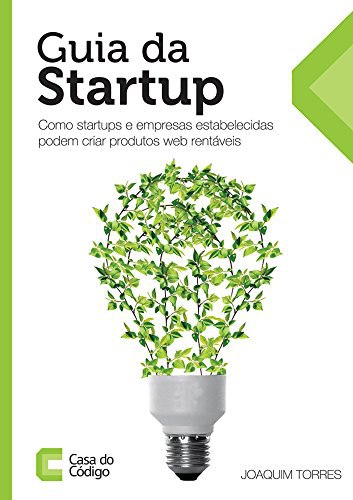 Guia da
Startup
Como startups e empresas estabelecidas
podem criar produtos web rentáveis
Casa do
Código
JOAQUIM TORRES